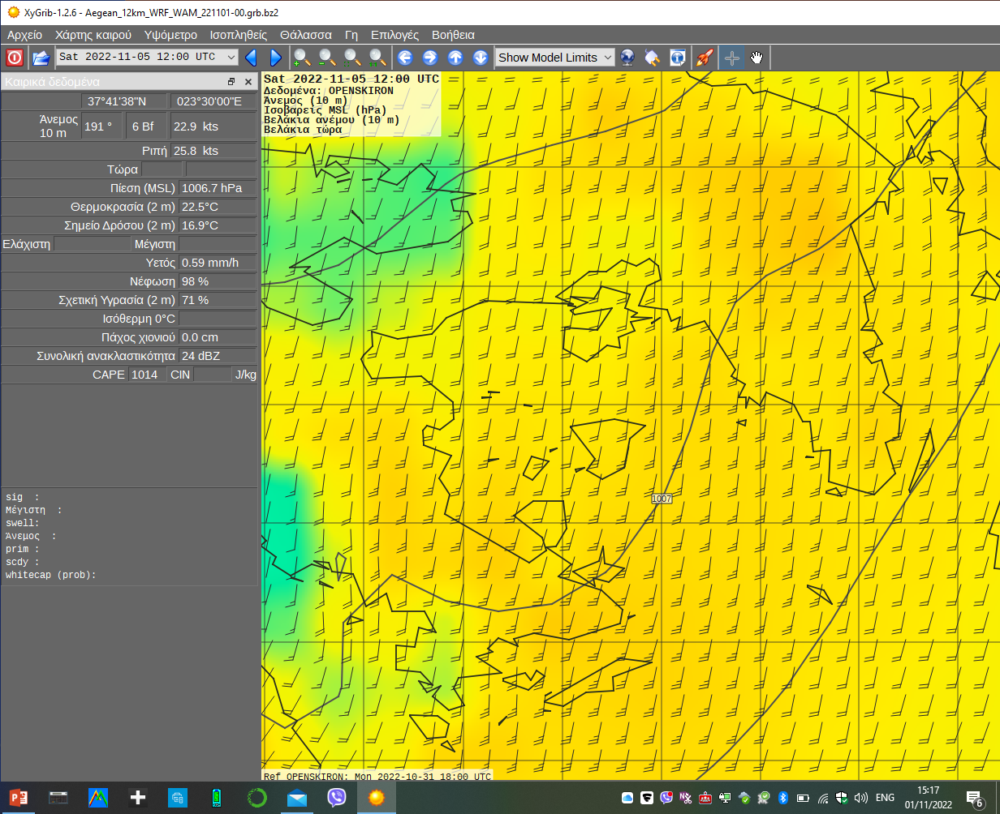 XyGrib-1.2.6 - Aegean_12km_WRF_WAM_221101-00.grb.bz2
Αρχείο Χάρτης καιρού Υψόμετρο Ισοπληθείς Θάλασσα Γη Επιλογές Βοήθεια
Sat 2022-11-05 12:00 UTC Show Model Limits
Καιρικά δεδομένα
37°41'38"N 023°30'00"E
Άνεμος 10 m 191 ° 6 Bf 22.9 kts
Ριπή 25.8 kts
Τώρα
Πίεση (MSL) 1006.7 hPa
Θερμοκρασία (2 m) 22.5°C
Σημείο Δρόσου (2 m) 16.9°C
Ελάχιστη Μέγιστη
Υετός 0.59 mm/h
Νέφωση 98 %
Σχετική Υγρασία (2 m) 71 %
Ισόθερμη 0°C
Πάχος χιονιού 0.0 cm
Συνολική ανακλαστικότητα 24 dBZ
CAPE 1014 CIN J/kg
sig :
Μέγιστη :
swell:
Άνεμος :
prim :
scdy :
whitecap (prob):
Sat 2022-11-05 12:00 UTC
Δεδομένα: OPENSKIRON
Άνεμος (10 m)
Ισοβαρείς MSL (hPa)
Βελάκια ανέμου (10 m)
Βελάκια τώρα
1007
Ref OPENSKIRON: Mon 2022-10-31 18:00 UTC
ENG
15:17
01/11/2022
6